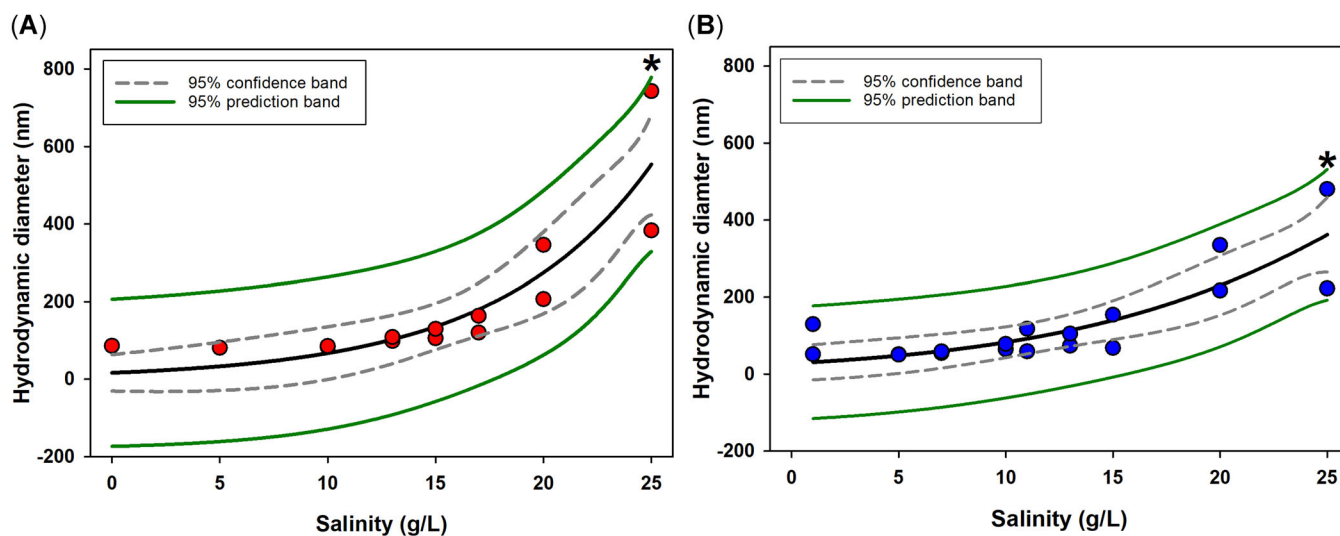 (A)
800
600
400
200
0
-200
Hydrodynamic diameter (nm)
95% confidence band
95% prediction band
*
0 5 10 15 20 25
Salinity (g/L)
(B)
800
600
400
200
0
-200
Hydrodynamic diamter (nm)
95% confidence band
95% prediction band
*
0 5 10 15 20 25
Salinity (g/L)